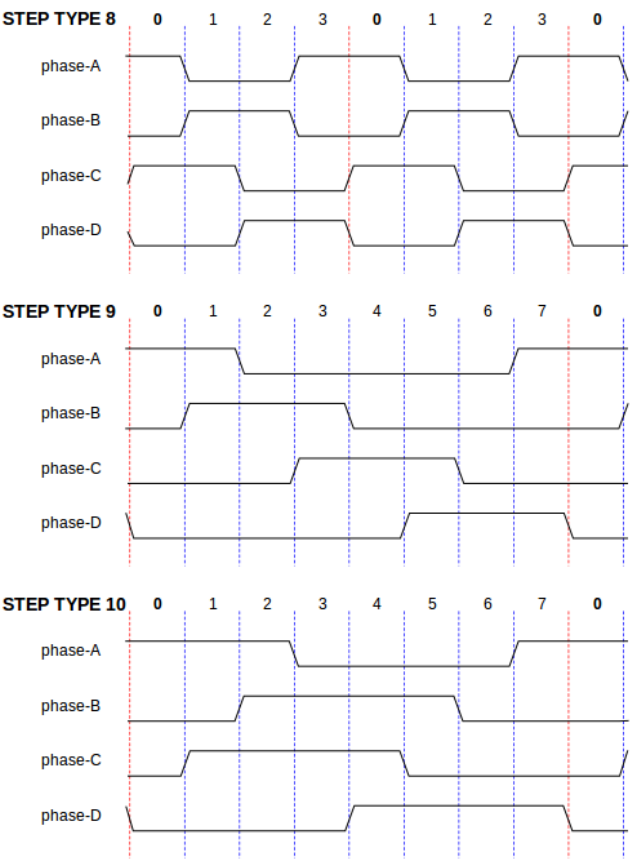 STEP TYPE 8 0 1 2 3 0 1 2 3 0
phase-A
phase-B
phase-C
phase-D
STEP TYPE 9 0 1 2 3 4 5 6 7 0
phase-A
phase-B
phase-C
phase-D
STEP TYPE 10 0 1 2 3 4 5 6 7 0
phase-A
phase-B
phase-C
phase-D